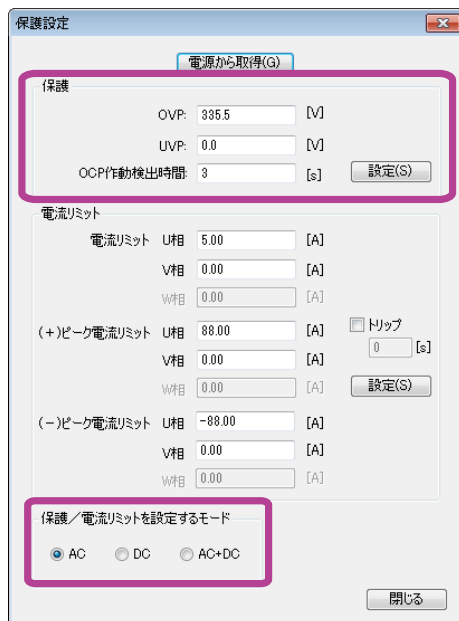 保護設定
電源から取得(G)
保護
OVP: 335.5 [V]
UVP: 0.0 [V]
OCP作動検出時間: 3 [s] 設定(S)
電流リミット
電流リミット U相 5.00 [A]
V相 0.00 [A]
W相 0.00 [A]
(+)ピーク電流リミット U相 88.00 [A] トリップ
V相 0.00 [A] 0 [s]
W相 0.00 [A] 設定(S)
(-)ピーク電流リミット U相 -88.00 [A]
V相 0.00 [A]
W相 0.00 [A]
保護/電流リミットを設定するモード
AC DC AC+DC
閉じる